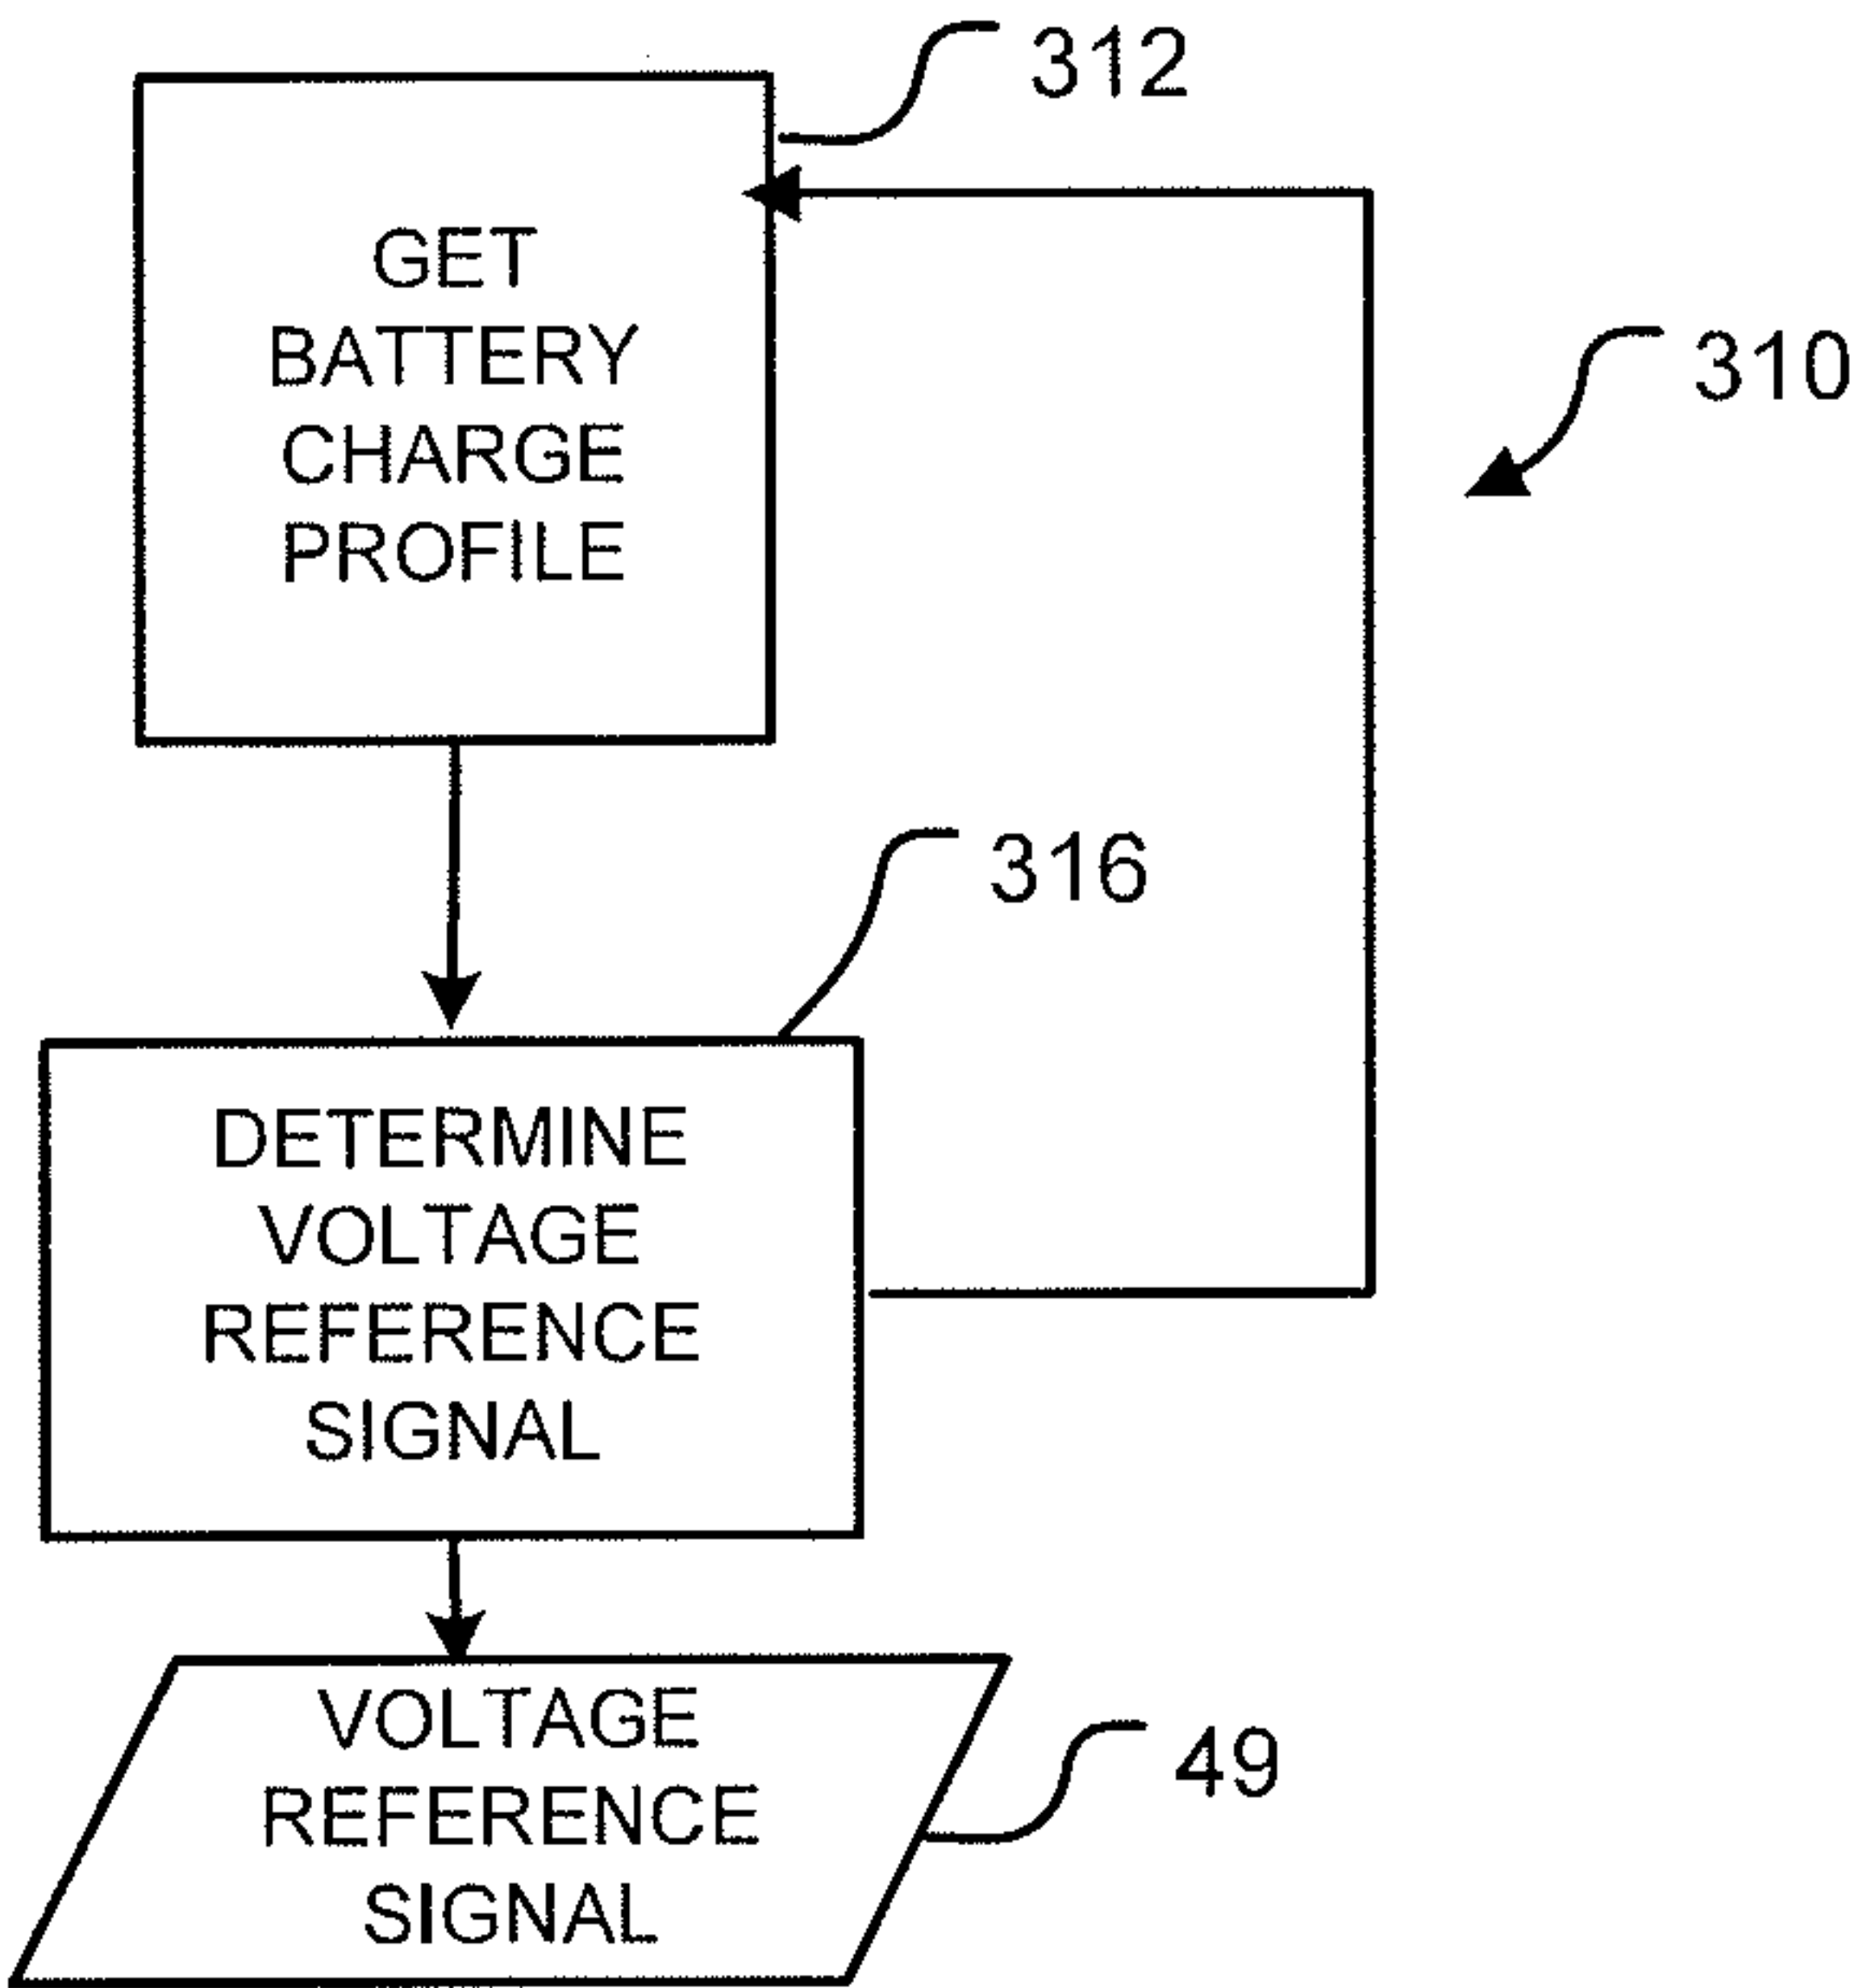 312
GET
BATTERY
CHARGE
PROFILE
310
316
DETERMINE
VOLTAGE
REFERENCE
SIGNAL
VOLTAGE
REFERENCE
SIGNAL
49